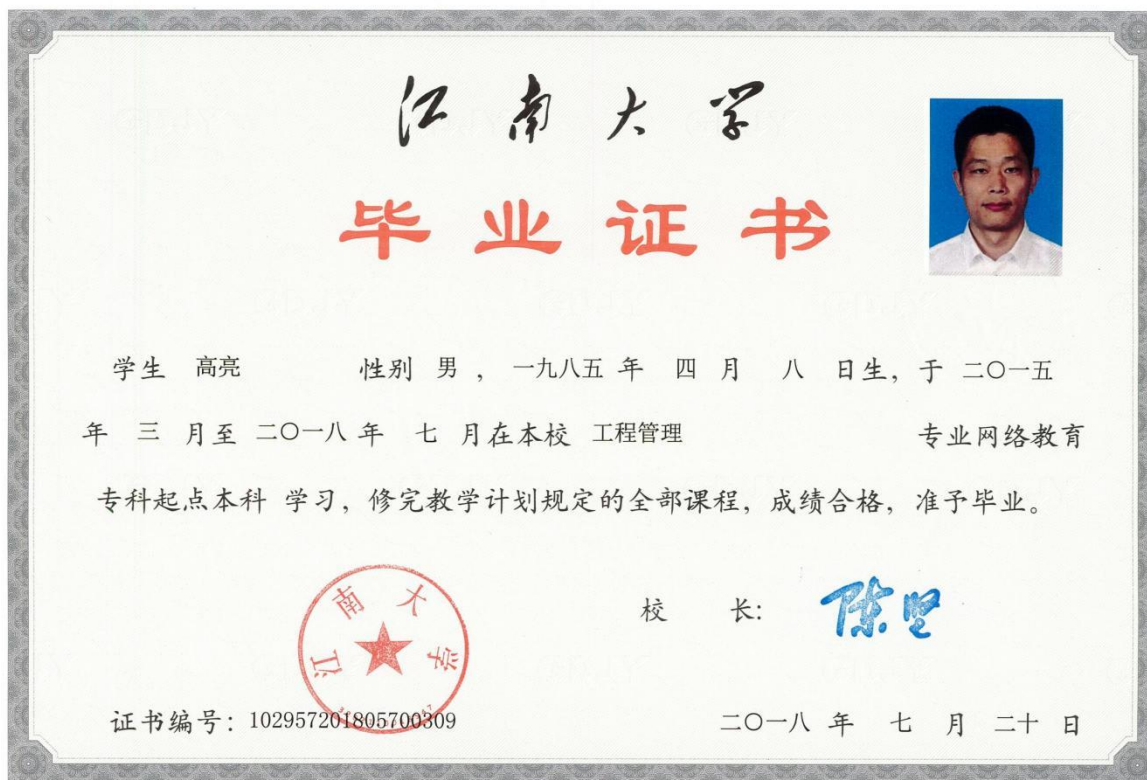 江南大学
毕业证书
学生 高亮 性别 男 ， 一九八五 年 四 月 八 日生，于 二〇一五
年 三 月至 二〇一八 年 七 月在本校 工程管理 专业网络教育
专科起点本科 学习，修完教学计划规定的全部课程，成绩合格，准予毕业。
江南大学
校 长：陈坚
证书编号：102957201805700309
二〇一八 年 七 月 二十 日